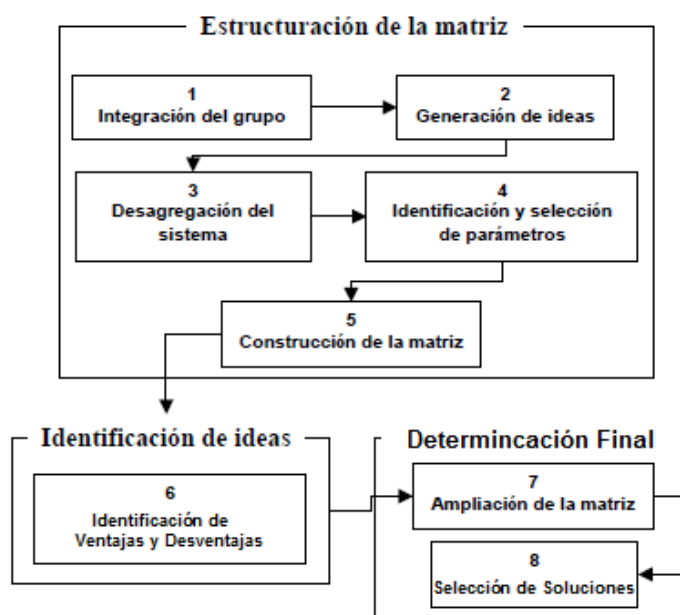 Estructuración de la matriz
1
Integración del grupo
2
Generación de ideas
3
Desagregación del
sistema
4
Identificación y selección
de parámetros
5
Construcción de la matriz
Identificación de ideas
6
Identificación de
Ventajas y Desventajas
Determincación Final
7
Ampliación de la matriz
8
Selección de Soluciones